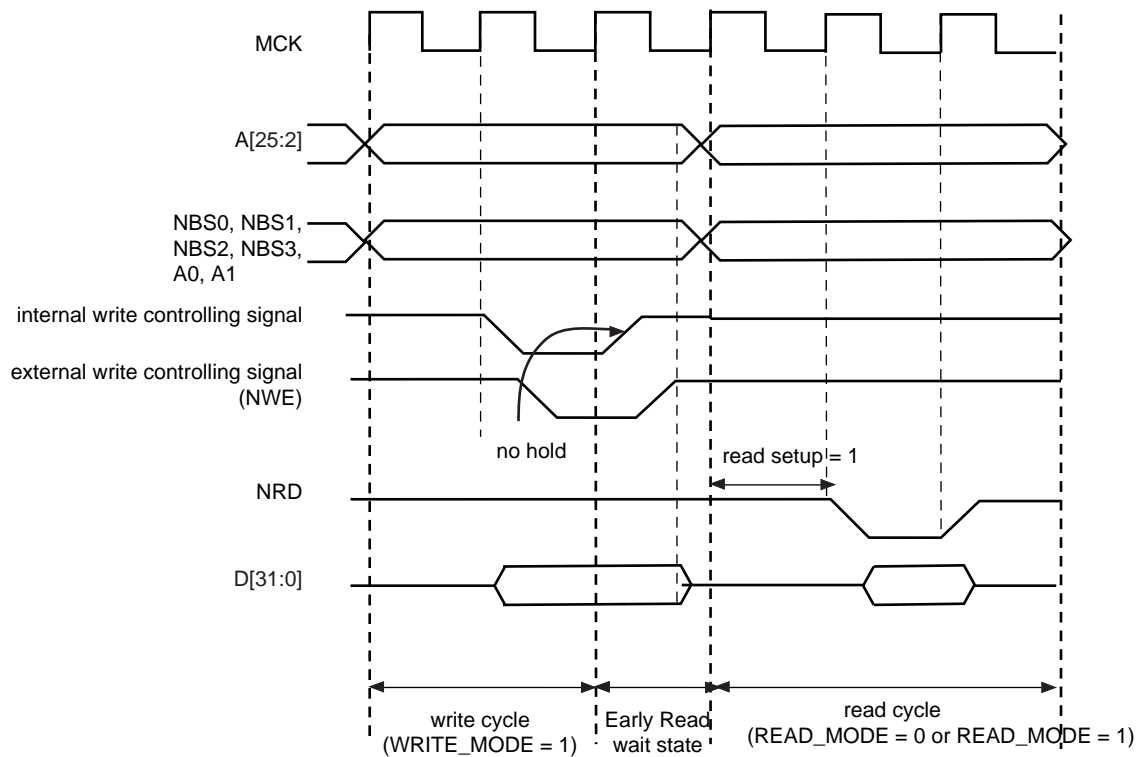 MCK
A[25:2]
NBS0, NBS1,
NBS2, NBS3,
A0, A1
internal write controlling signal
external write controlling signal
(NWE)
no hold
read setup = 1
NRD
D[31:0]
write cycle
(WRITE_MODE = 1)
Early Read
wait state
read cycle
(READ_MODE = 0 or READ_MODE = 1)